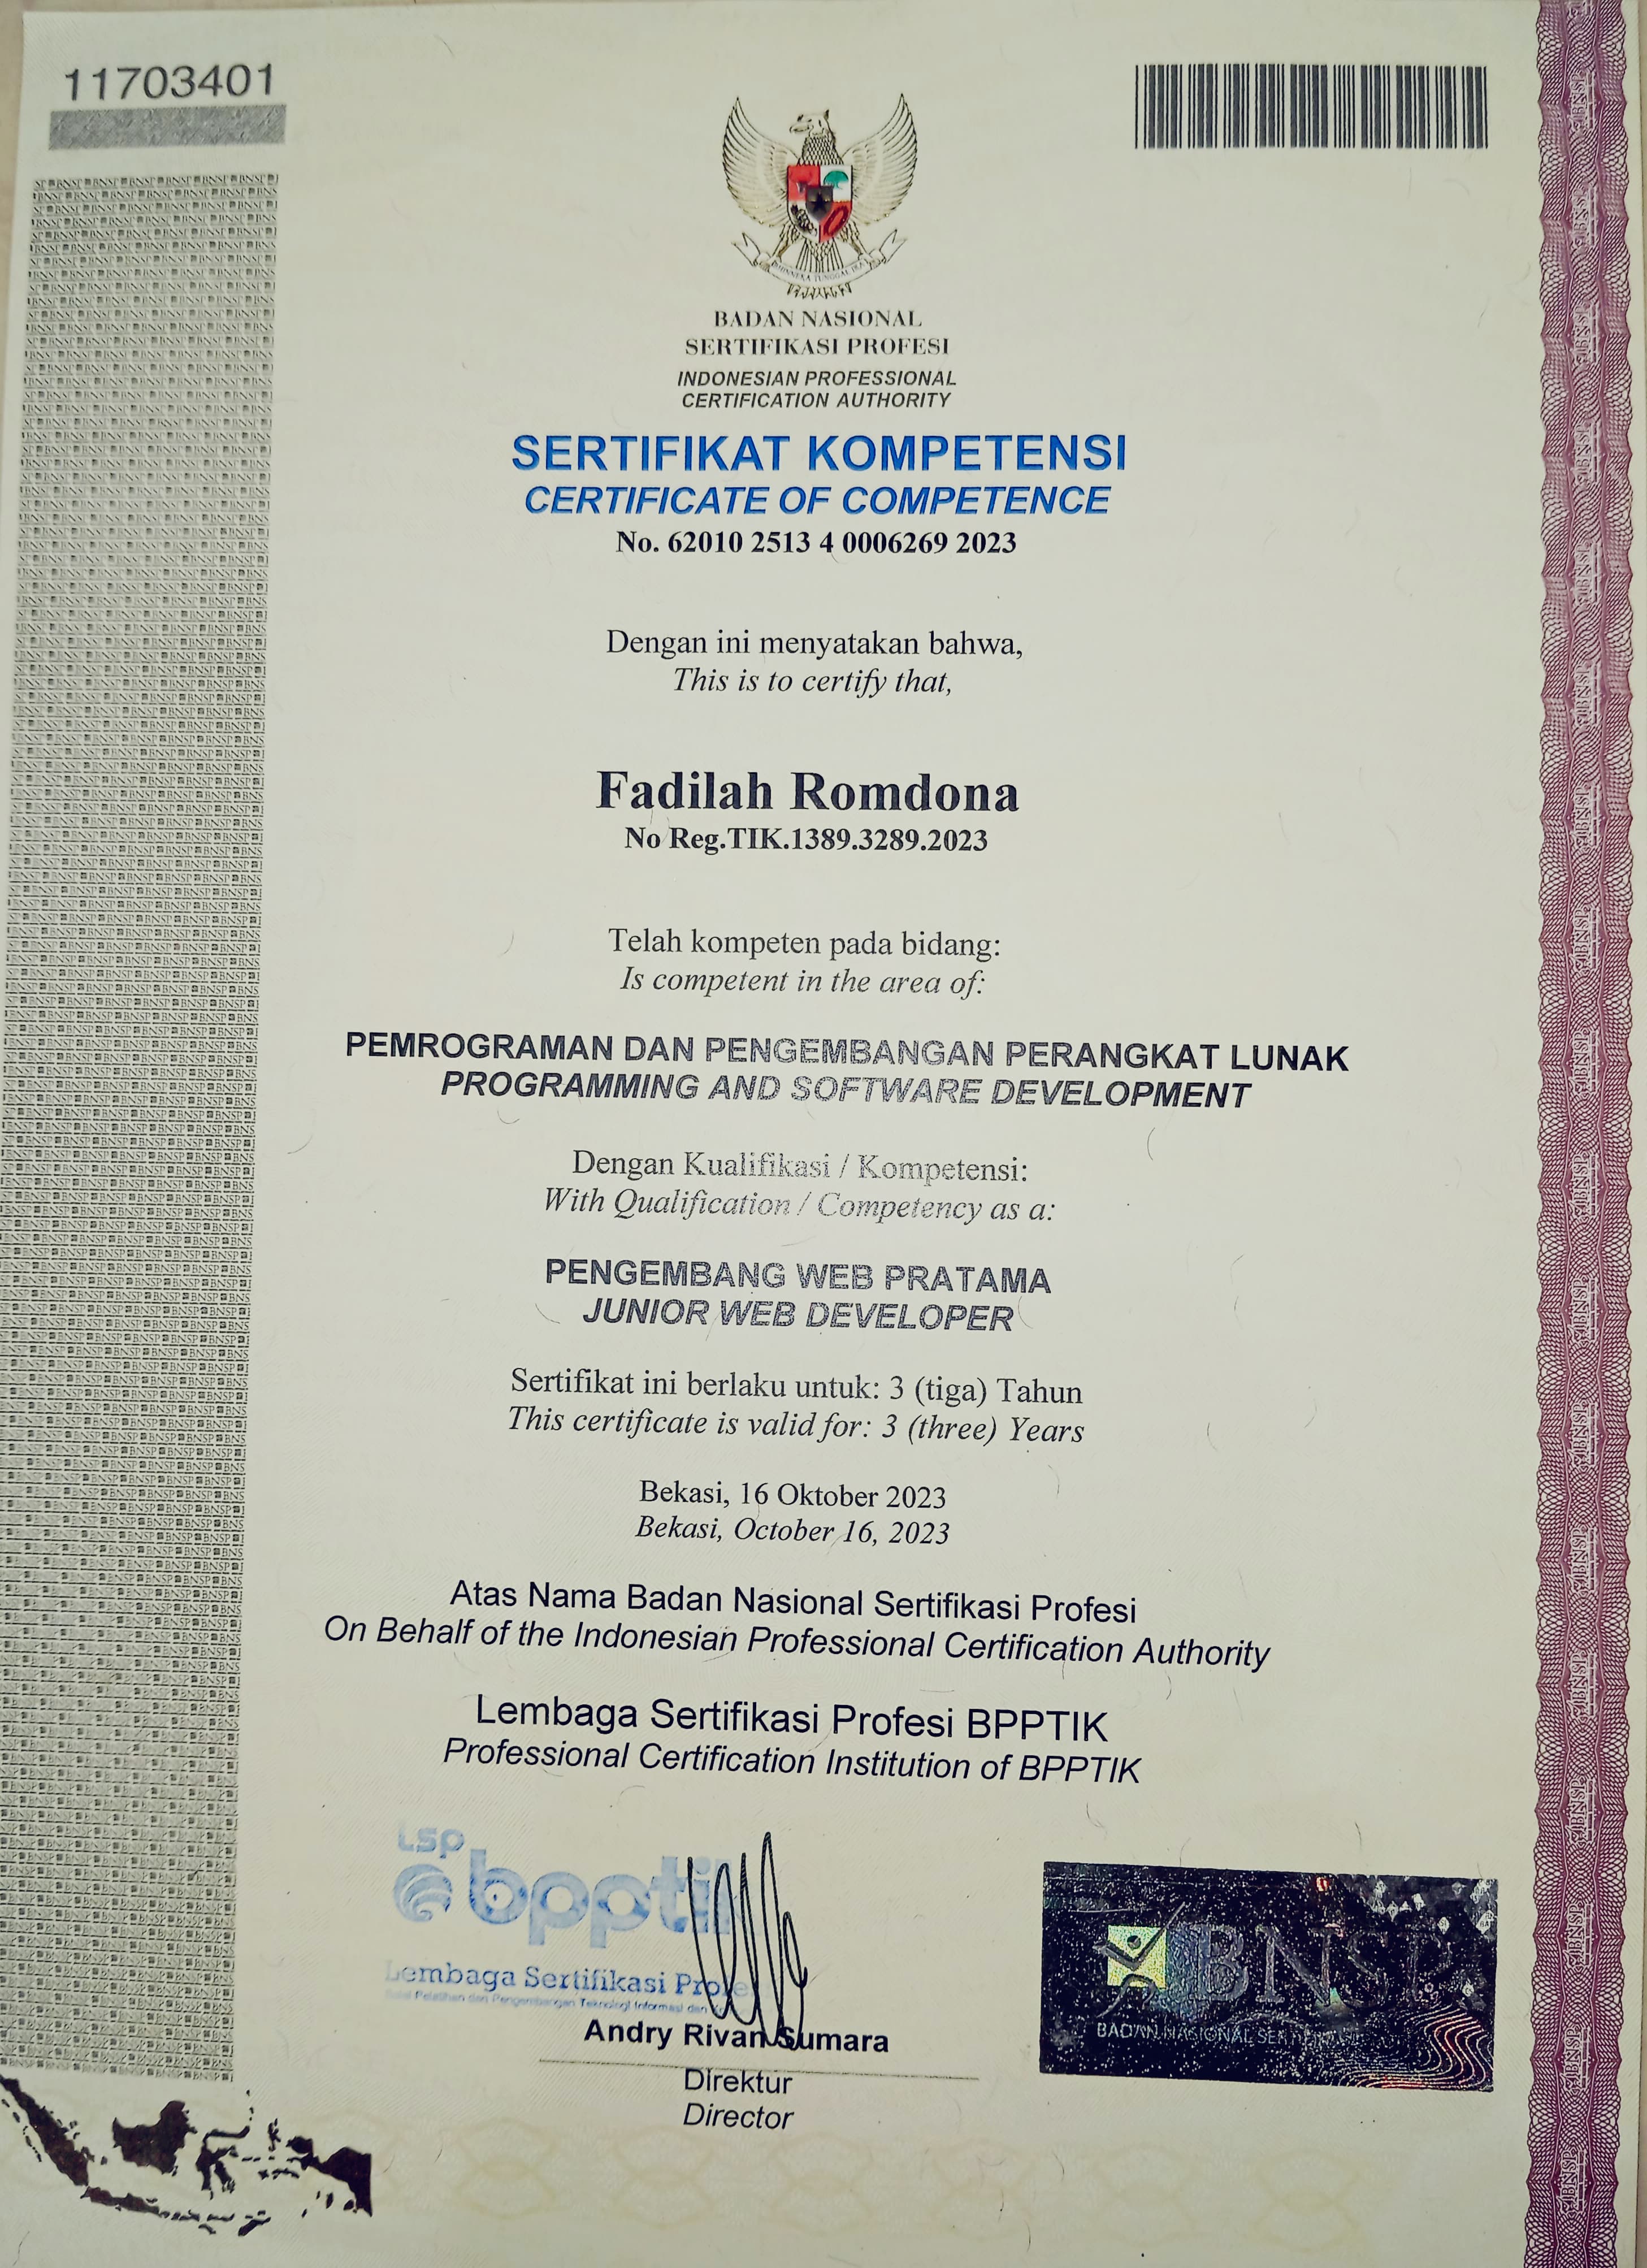 11703401
BHINNEKA TUNGGAL IKA
BADAN NASIONAL
SERTIFIKASI PROFESI
INDONESIAN PROFESSIONAL
CERTIFICATION AUTHORITY
SERTIFIKAT KOMPETENSI
CERTIFICATE OF COMPETENCE
No. 62010 2513 4 0006269 2023
Dengan ini menyatakan bahwa,
This is to certify that,
Fadilah Romdona
No Reg.TIK.1389.3289.2023
Telah kompeten pada bidang:
Is competent in the area of:
PEMROGRAMAN DAN PENGEMBANGAN PERANGKAT LUNAK
PROGRAMMING AND SOFTWARE DEVELOPMENT
Dengan Kualifikasi / Kompetensi:
With Qualification / Competency as a:
PENGEMBANG WEB PRATAMA
JUNIOR WEB DEVELOPER
Sertifikat ini berlaku untuk: 3 (tiga) Tahun
This certificate is valid for: 3 (three) Years
Bekasi, 16 Oktober 2023
Bekasi, October 16, 2023
Atas Nama Badan Nasional Sertifikasi Profesi
On Behalf of the Indonesian Professional Certification Authority
Lembaga Sertifikasi Profesi BPPTIK
Professional Certification Institution of BPPTIK
LSP
bpptik
Lembaga Sertifikasi
Pelatihan dan Pengembangan Teknologi Informasi dan
Andry Rivan Sumara
Direktur
Director
BNSP
BADAN NASIONAL